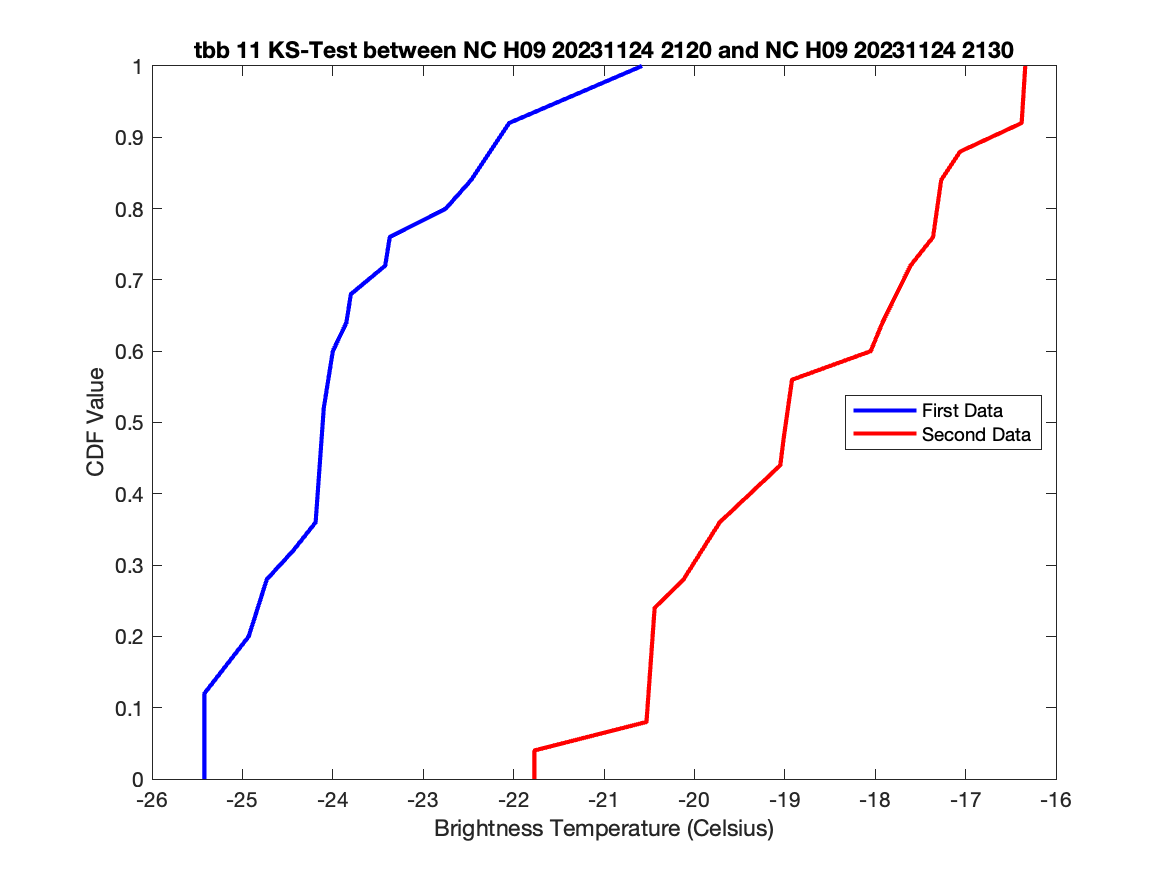 tbb 11 KS-Test between NC H09 20231124 2120 and NC H09 20231124 2130
1
0.9
0.8
0.7
0.6
0.5
0.4
0.3
0.2
0.1
0
CDF Value
First Data
Second Data
-26 -25 -24 -23 -22 -21 -20 -19 -18 -17 -16
Brightness Temperature (Celsius)